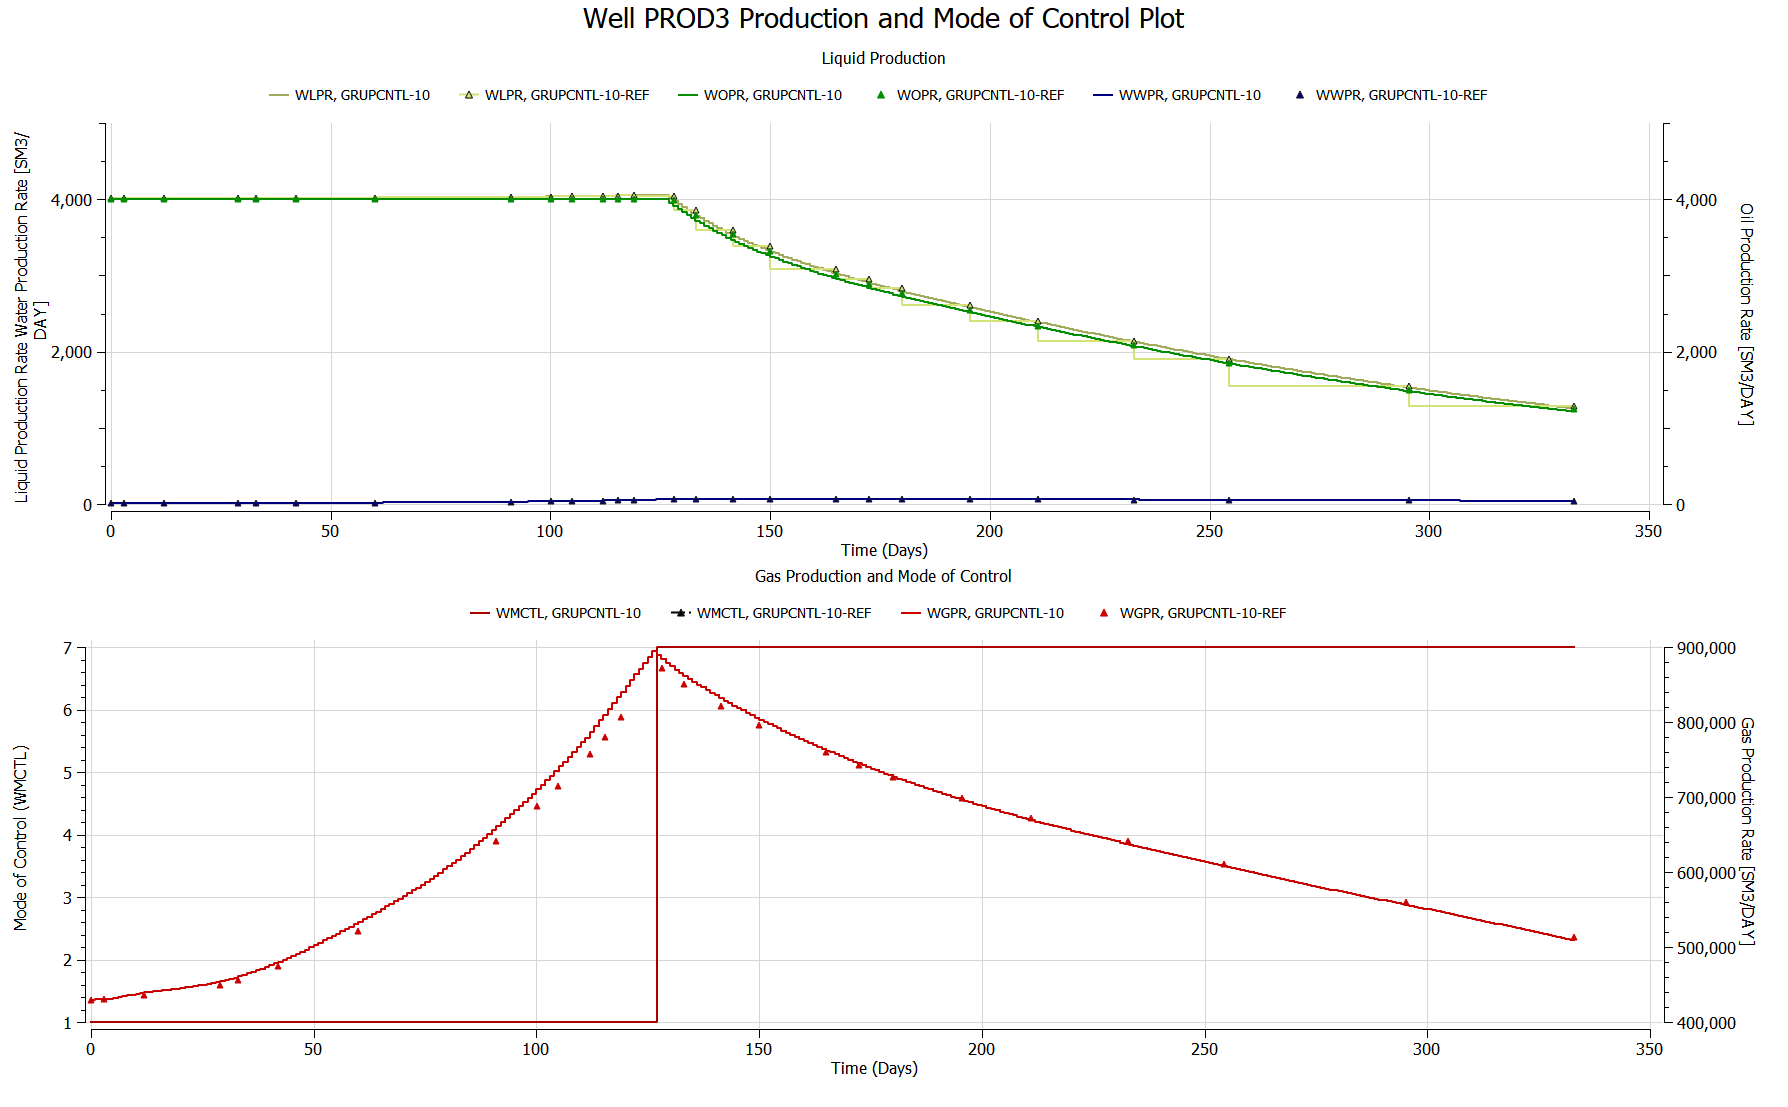 Well PROD3 Production and Mode of Control Plot
Liquid Production
WLPR, GRUPCNTL-10 WLPR, GRUPCNTL-10-REF WOPR, GRUPCNTL-10 WOPR, GRUPCNTL-10-REF WWPR, GRUPCNTL-10 WWPR, GRUPCNTL-10-REF
Liquid Production Rate Water Production Rate [SM3/
DAY]
4,000
2,000
0
4,000
2,000
0
Oil Production Rate [SM3/DAY]
0 50 100 150 200 250 300 350
Time (Days)
Gas Production and Mode of Control
WMCTL, GRUPCNTL-10 WMCTL, GRUPCNTL-10-REF WGPR, GRUPCNTL-10 WGPR, GRUPCNTL-10-REF
Mode of Control (WMCTL)
7
6
5
4
3
2
1
900,000
800,000
700,000
600,000
500,000
400,000
Gas Production Rate [SM3/DAY]
0 50 100 150 200 250 300 350
Time (Days)